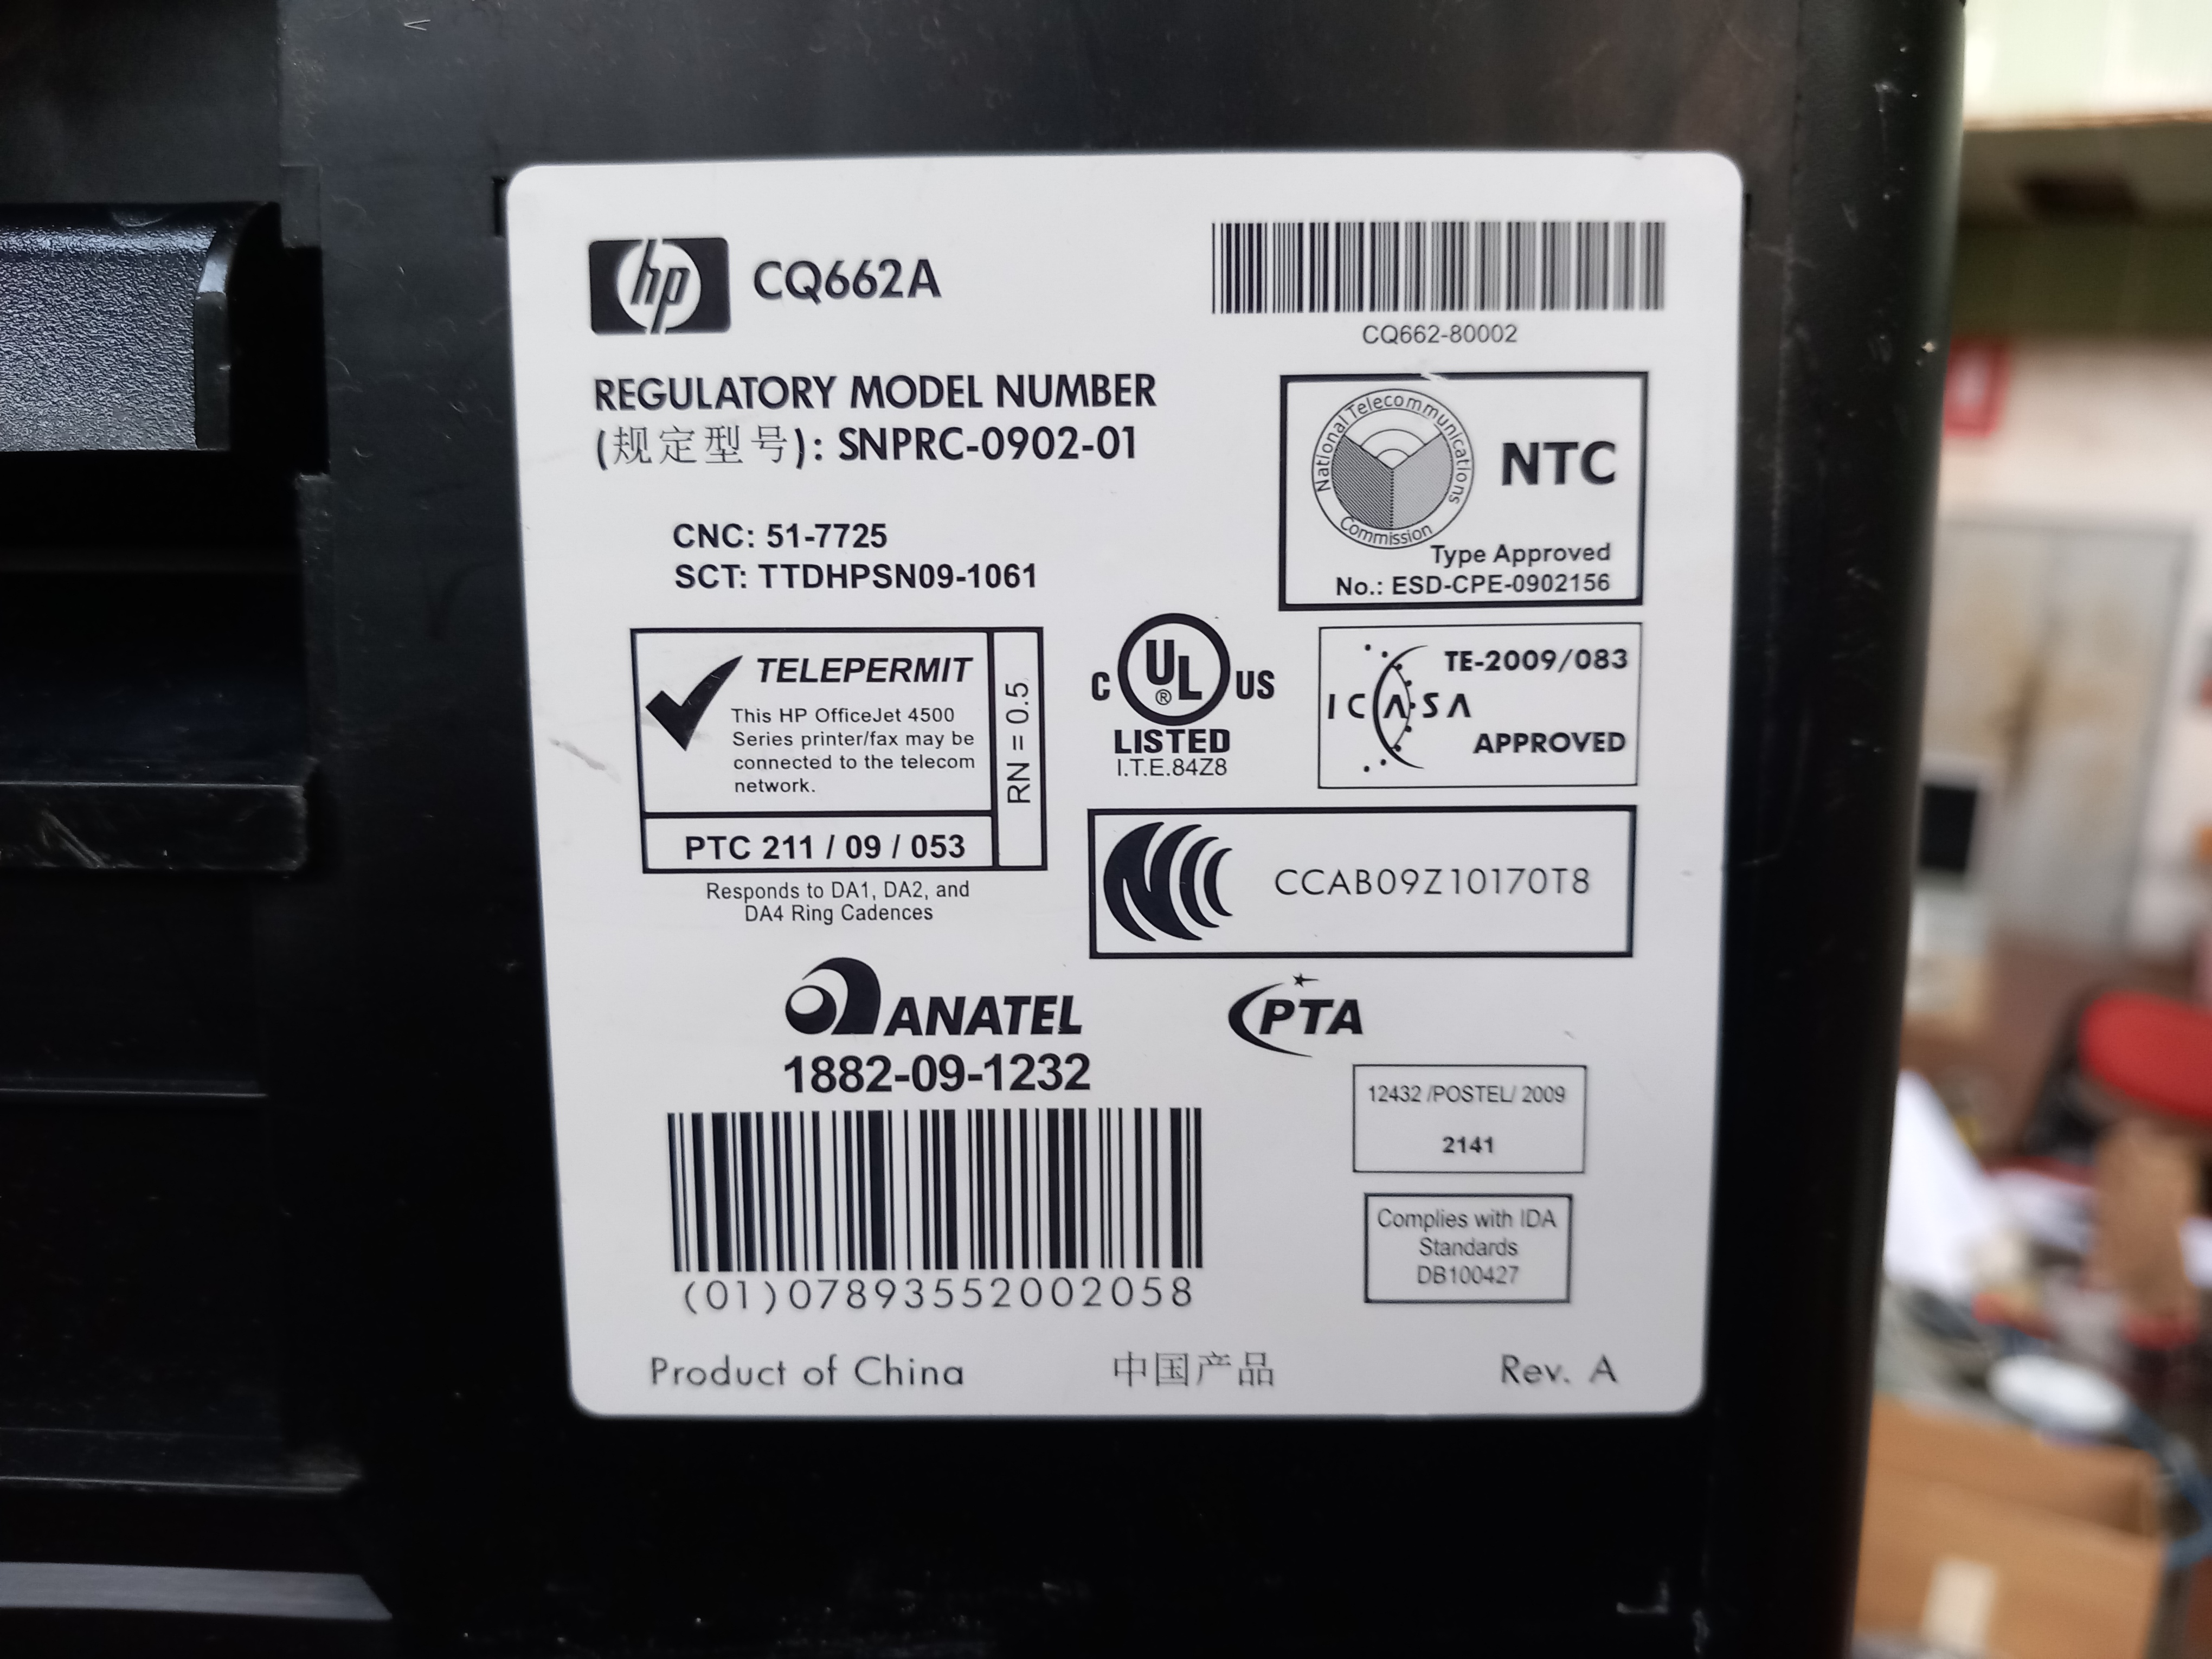 hp CQ662A
CQ662-80002
REGULATORY MODEL NUMBER
(规定型号): SNPRC-0902-01
National Telecommunications Commission
NTC
Type Approved
No.: ESD-CPE-0902156
CNC: 51-7725
SCT: TTDHPSN09-1061
TELEPERMIT
This HP OfficeJet 4500
Series printer/fax may be
connected to the telecom
network.
RN = 0.5
PTC 211 / 09 / 053
Responds to DA1, DA2, and
DA4 Ring Cadences
C UL® US
LISTED
I.T.E.84Z8
TE-2009/083
ICASA
APPROVED
CCAB09Z10170T8
ANATEL
1882-09-1232
(01)07893552002058
PTA
12432 /POSTEL/ 2009
2141
Complies with IDA
Standards
DB100427
Product of China 中国产品 Rev. A